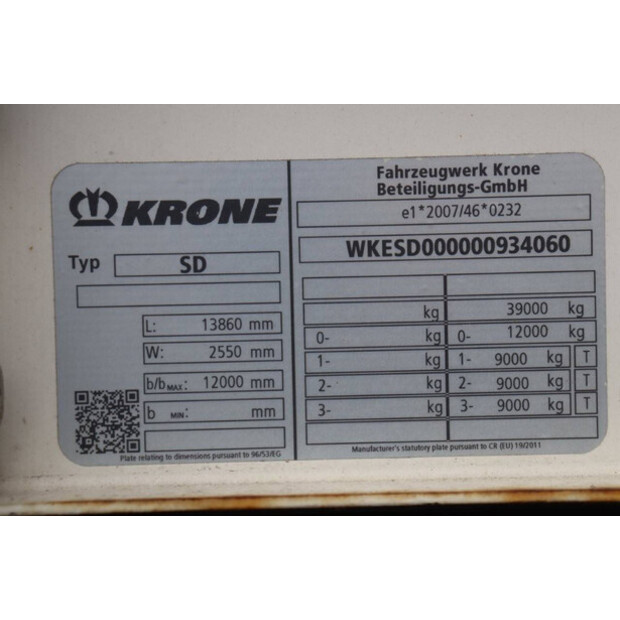 KRONE
Typ SD
L: 13860 mm
W: 2550 mm
b/b MAX: 12000 mm
b MIN: mm
Plate relating to dimensions pursuant to 96/53/EG
Fahrzeugwerk Krone
Beteiligungs-GmbH
e1*2007/46*0232
WKESD000000934060
kg 39000 kg
0- kg 0- 12000 kg
1- kg 1- 9000 kg T
2- kg 2- 9000 kg T
3- kg 3- 9000 kg T
Manufacturer's statutory plate pursuant to CR (EU) 19/2011